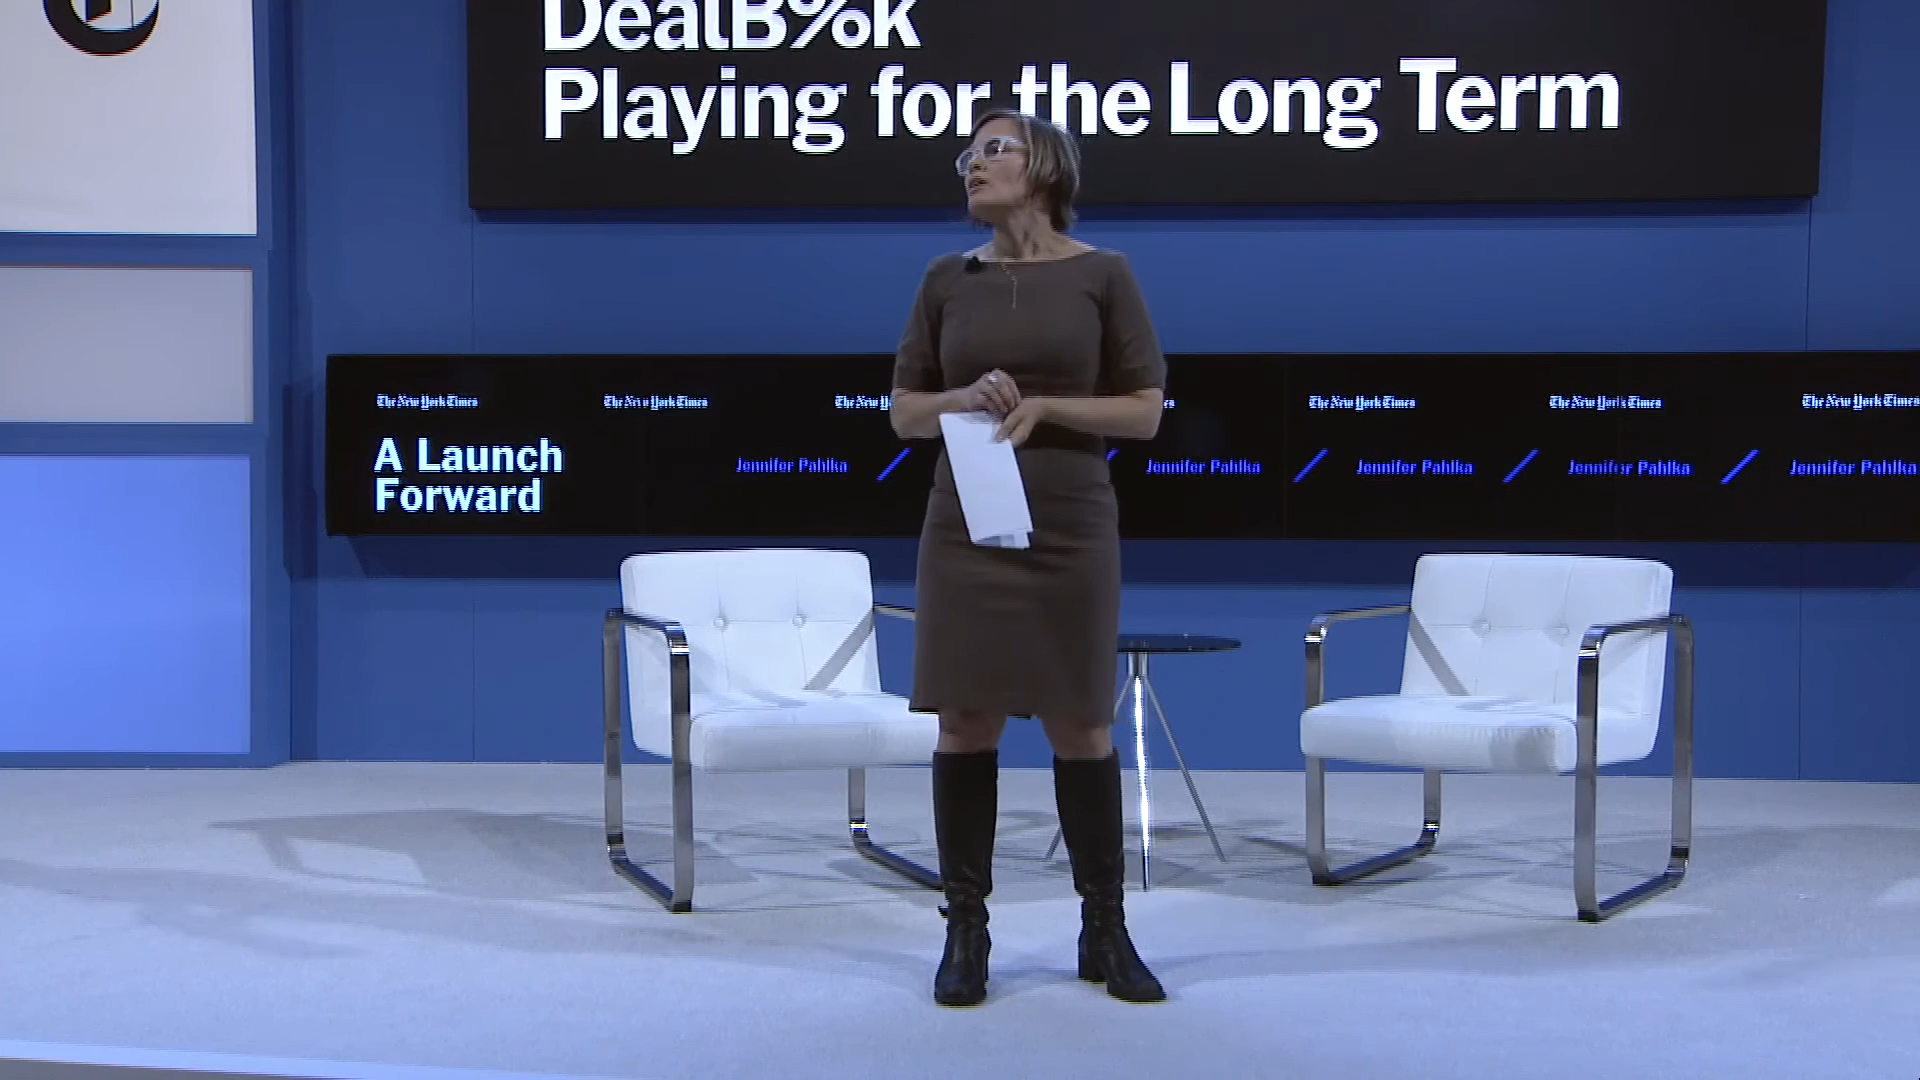 DealB%k
Playing for the Long Term
The New York Times The New York Times The New York Times The New York Times The New York Times
A Launch
Forward
Jennifer Pahlka / / Jennifer Pahlka / Jennifer Pahlka / Jennifer Pahlka / Jennifer Pahlka